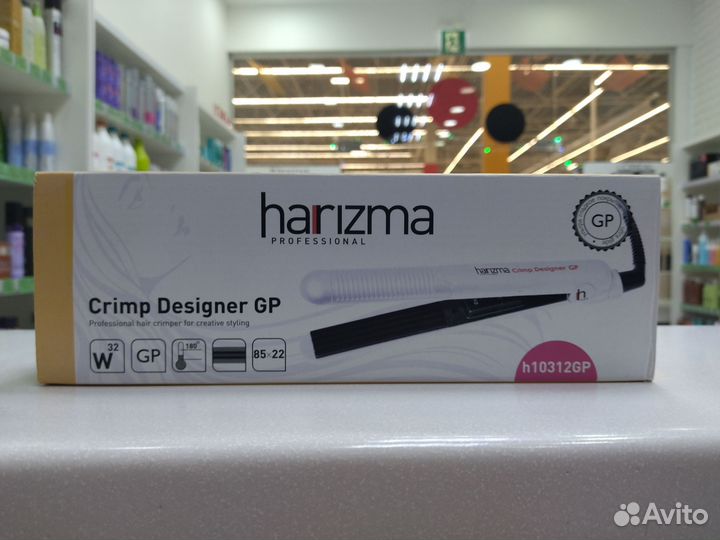 harizma
PROFESSIONAL
GP
harizma Crimp Designer GP
h
Crimp Designer GP
Professional hair crimper for creative styling
W 32
GP
180°
85×22
h10312GP
Avito